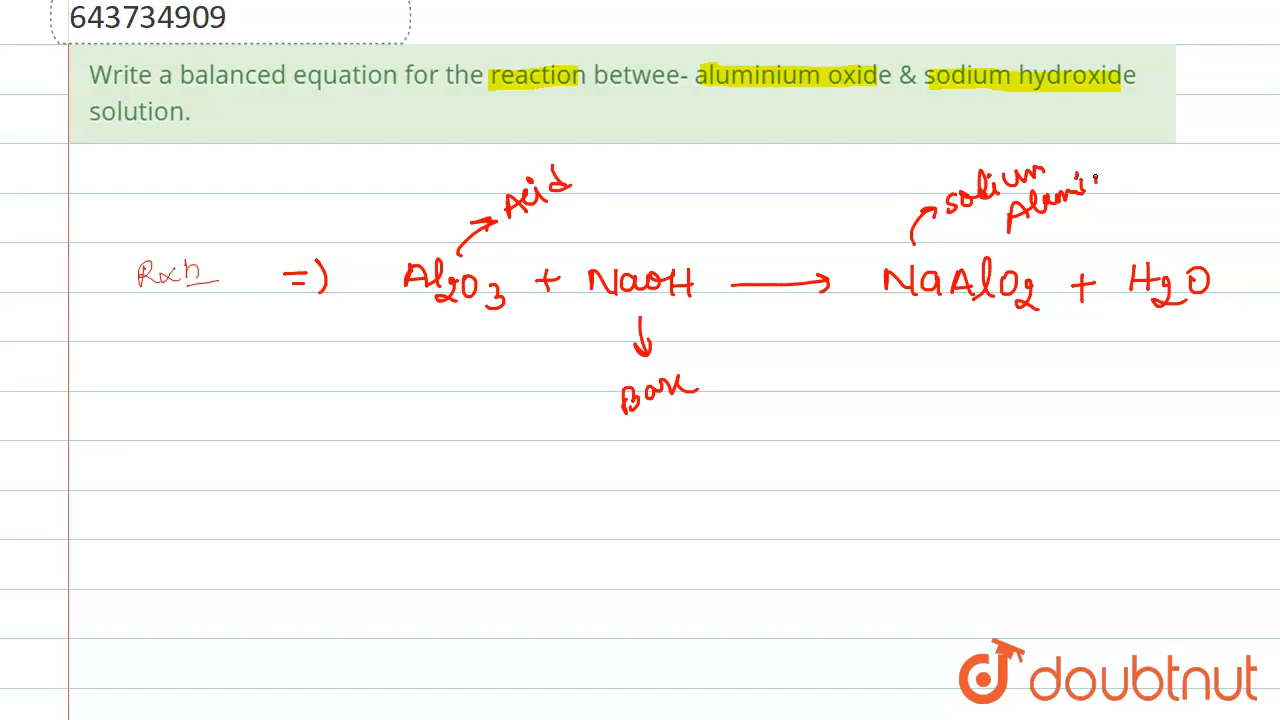 643734909
Write a balanced equation for the reaction betwee- aluminium oxide & sodium hydroxide
solution.
Acid
Sodium
Alumi
Rxn => Al2O3 + NaOH → NaAlO2 + H2O
Base
doubtnut